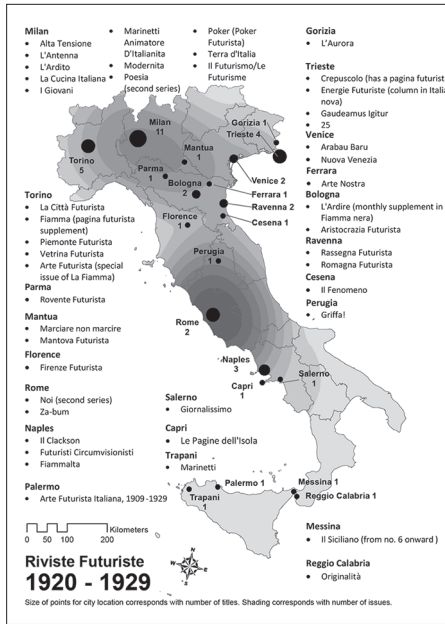 Milan
• Alta Tensione
• L'Antenna
• L'Ardito
• La Cucina Italiana
• I Giovani
• Marinetti
Animatore
D'Italianita
• Modernita
• Poesia
(second series)
• Poker (Poker
Futurista)
• Terra d'Italia
• Il Futurismo/Le
Futurisme
Gorizia
• L'Aurora
Trieste
• Crepuscolo (has a pagina futurist
• Energie Futuriste (column in Italia
nova)
• Gaudeamus Igitur
• 25
Venice
• Arabau Baru
• Nuova Venezia
Ferrara
• Arte Nostra
Bologna
• L'Ardire (monthly supplement in
Fiamma nera)
• Aristocrazia Futurista
Ravenna
• Rassegna Futurista
• Romagna Futurista
Cesena
• Il Fenomeno
Perugia
• Griffa!
Gorizia 1
Trieste 4
Milan
11
Torino
5
Mantua
1
Parma
1
Bologna
2
Venice 2
Ferrara 1
Ravenna 2
Cesena 1
Florence
1
Perugia
1
Rome
2
Naples
3
Capri
1
Salerno
1
Palermo 1
Trapani
1
Messina 1
Reggio Calabria 1
Torino
• La Città Futurista
• Fiamma (pagina futurista
supplement)
• Piemonte Futurista
• Vetrina Futurista
• Arte Futurista (special
issue of La Fiamma)
Parma
• Rovente Futurista
Mantua
• Marciare non marcire
• Mantova Futurista
Florence
• Firenze Futurista
Rome
• Noi (second series)
• Za-bum
Naples
• Il Clackson
• Futuristi Circumvisionisti
• Fiammalta
Palermo
• Arte Futurista Italiana, 1909 -1929
Salerno
• Giornalissimo
Capri
• Le Pagine dell'Isola
Trapani
• Marinetti
Messina
• Il Siciliano (from no. 6 onward )
Reggio Calabria
• Originalità
Kilometers
0 50 100 200
N
W E
S
Riviste Futuriste
1920 - 1929
Size of points for city location corresponds with number of titles. Shading corresponds with number of issues.